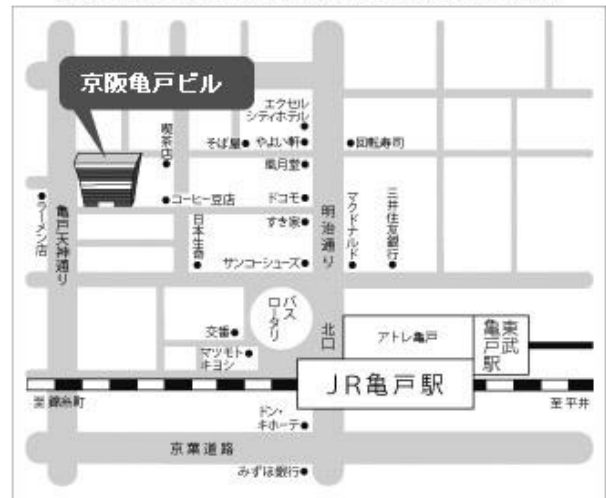 京阪亀戸ビル
エクセル
シティホテル
喫茶店
そば屋
やよい軒
回転寿司
風月堂
コーヒー豆店
ドコモ
ラーメン店
亀戸天神通り
日本生命
すき家
明治通り
マクドナルド
三井住友銀行
サンコーシューズ
バス
ロータリー
北口
交番
マツモト
キヨシ
アトレ亀戸
東武
亀戸駅
JR亀戸駅
至 錦糸町
至 平井
ドン・
キホーテ
京葉道路
みずほ銀行